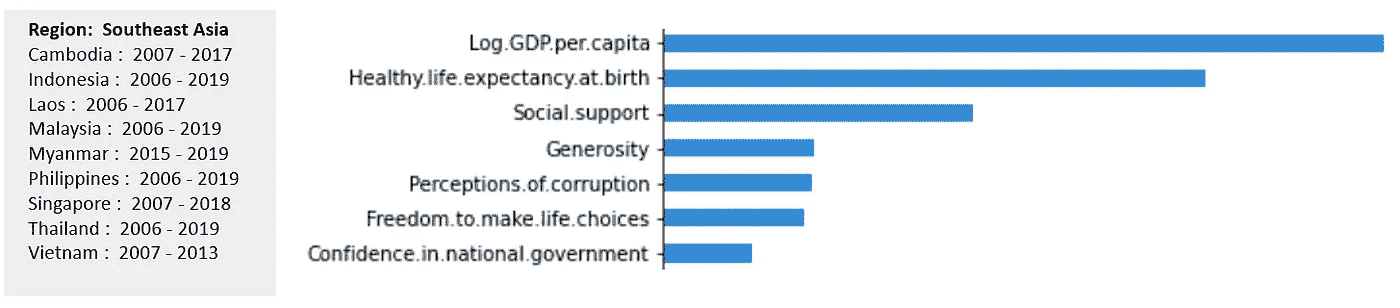 Region:  Southeast Asia
Cambodia :  2007 - 2017
Indonesia :  2006 - 2019
Laos :  2006 - 2017
Malaysia :  2006 - 2019
Myanmar :  2015 - 2019
Philippines :  2006 - 2019
Singapore :  2007 - 2018
Thailand :  2006 - 2019
Vietnam :  2007 - 2013
Log.GDP.per.capita
Healthy.life.expectancy.at.birth
Social.support
Generosity
Perceptions.of.corruption
Freedom.to.make.life.choices
Confidence.in.national.government